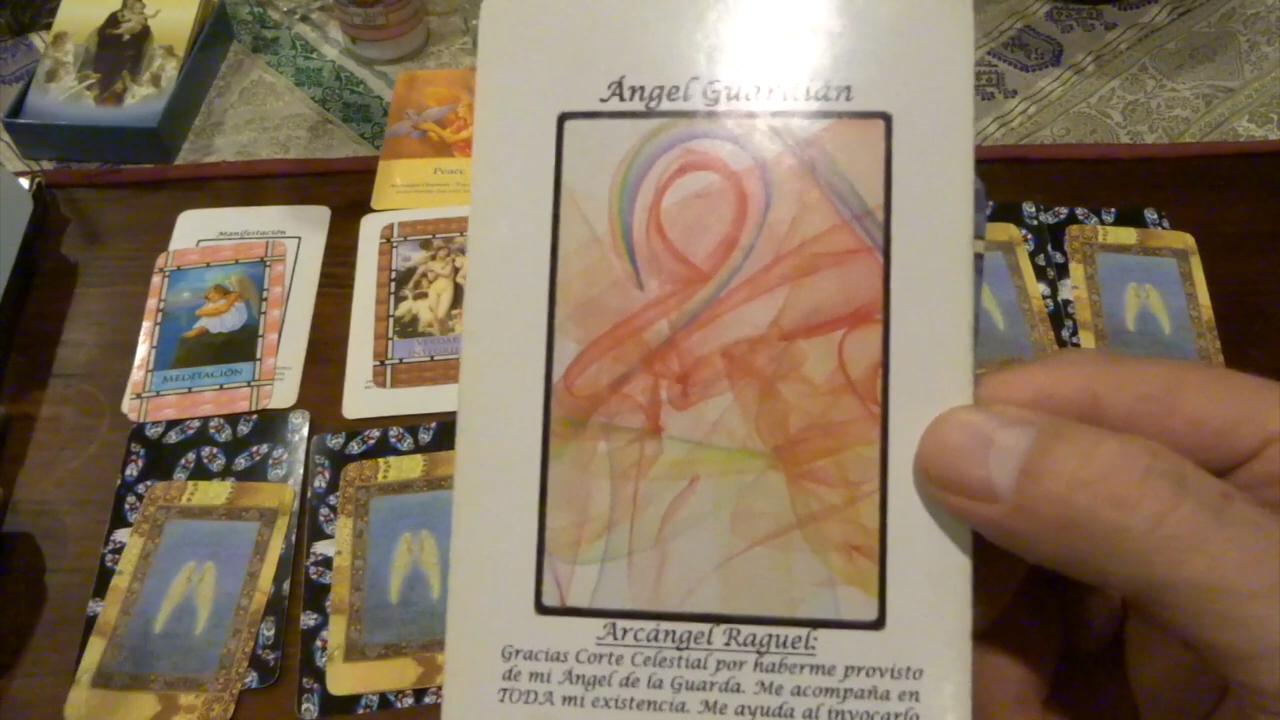 Ángel Guardián
Peace
Manifestación
MEDITACIÓN
Arcángel Raguel:
Gracias Corte Celestial por haberme provisto
de mi Ángel de la Guarda. Me acompaña en
TODA mi existencia. Me ayuda al invocarlo